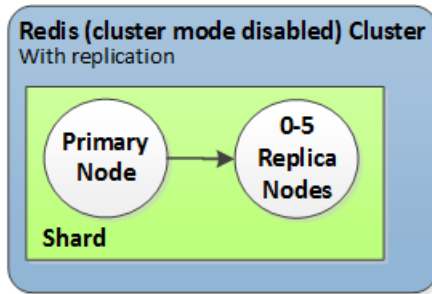 Redis (cluster mode disabled) Cluster
With replication
Primary
Node
0-5
Replica
Nodes
Shard